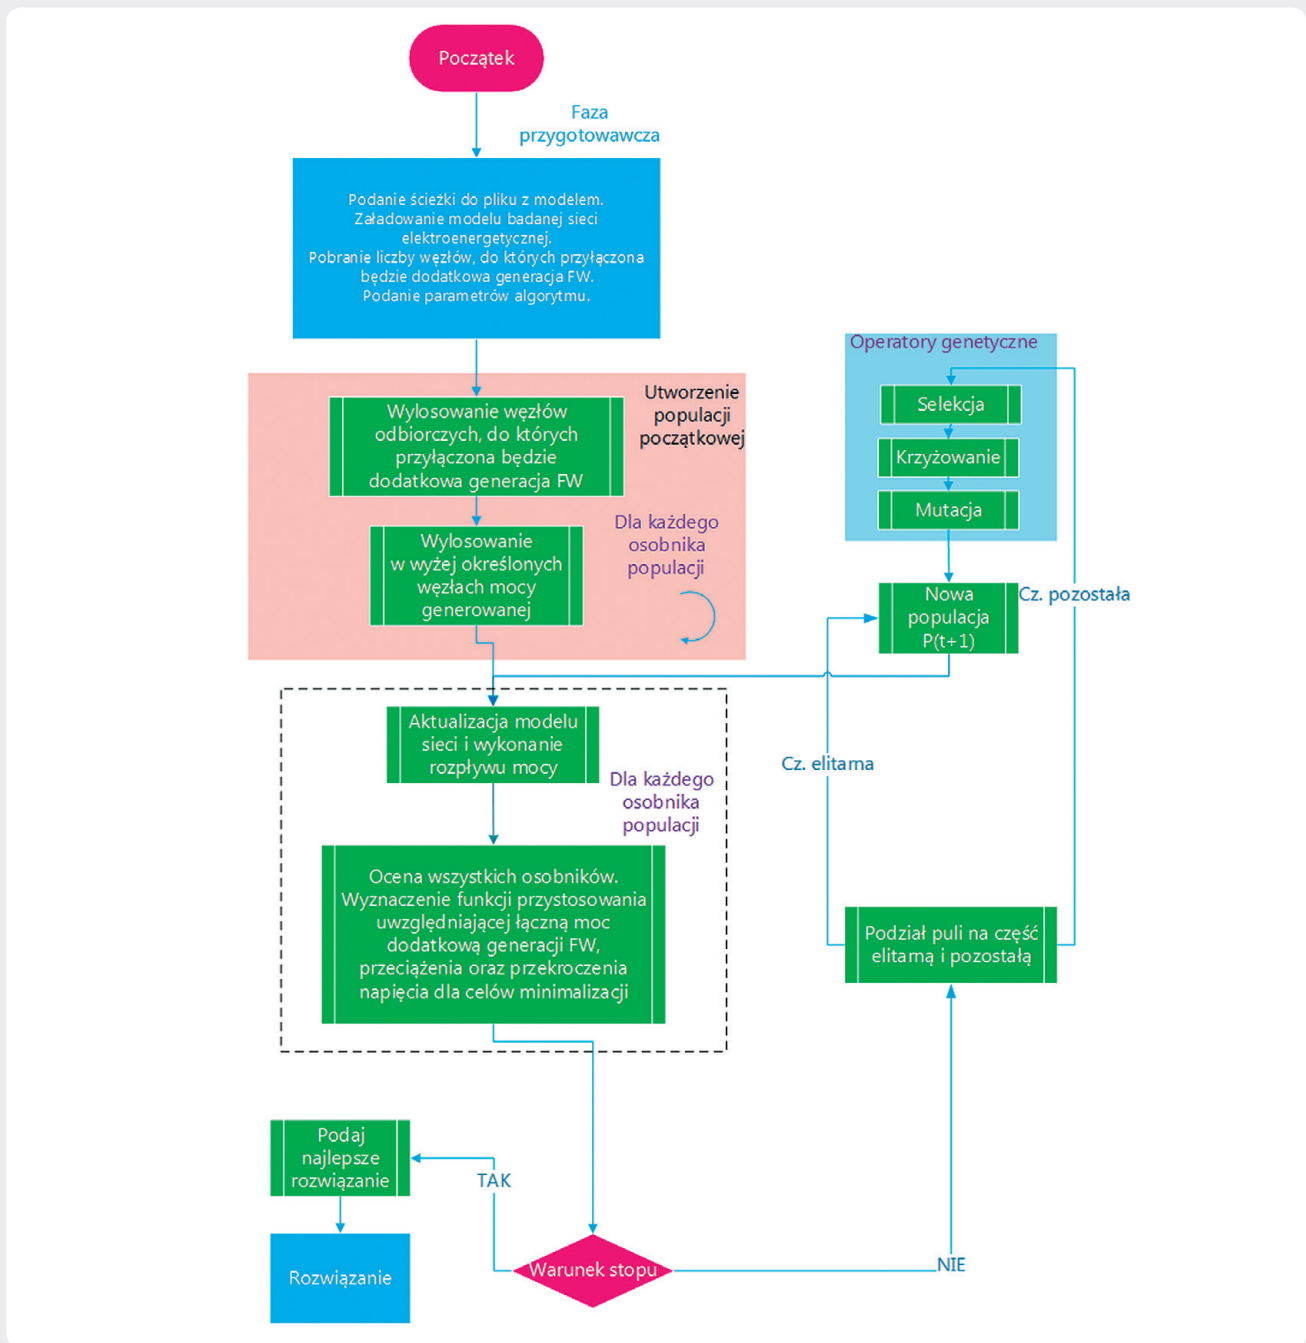 Początek
Faza
przygotowawcza
Podanie ścieżki do pliku z modelem.
Załadowanie modelu badanej sieci
elektroenergetycznej.
Pobranie liczby węzłów, do których przyłączona
będzie dodatkowa generacja FW.
Podanie parametrów algorytmu.
Utworzenie
populacji
początkowej
Wylosowanie węzłów
odbiorczych, do których
przyłączona będzie
dodatkowa generacja FW
Wylosowanie
w wyżej określonych
węzłach mocy
generowanej
Dla każdego
osobnika
populacji
Operatory genetyczne
Selekcja
Krzyżowanie
Mutacja
Nowa
populacja
P(t+1)
Cz. pozostała
Aktualizacja modelu
sieci i wykonanie
rozpływu mocy
Dla każdego
osobnika
populacji
Cz. elitarna
Ocena wszystkich osobników.
Wyznaczenie funkcji przystosowania
uwzględniającej łączną moc
dodatkową generacji FW,
przeciążenia oraz przekroczenia
napięcia dla celów minimalizacji
Podział puli na część
elitarną i pozostałą
Podaj
najlepsze
rozwiązanie
TAK
Rozwiązanie
Warunek stopu
NIE